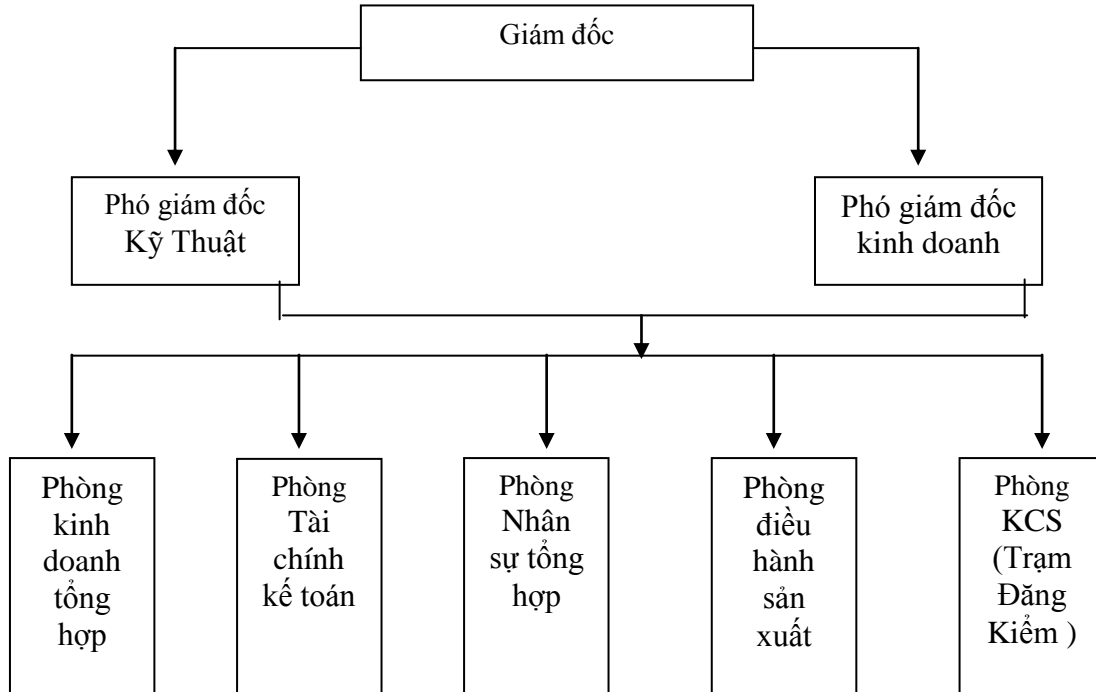 Giám đốc
Phó giám đốc
Kỹ Thuật
Phó giám đốc
kinh doanh
Phòng
kinh
doanh
tổng
hợp
Phòng
Tài
chính
kế toán
Phòng
Nhân
sự tổng
hợp
Phòng
điều
hành
sản
xuất
Phòng
KCS
(Trạm
Đăng
Kiểm )